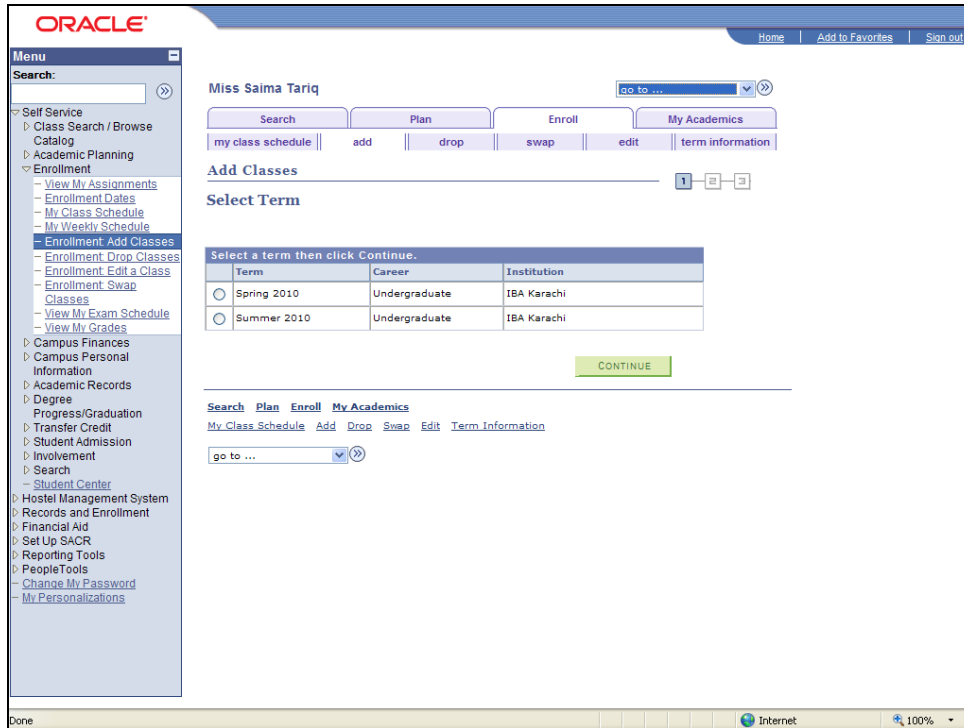 ORACLE'
Home Add to Favorites Sign out
Menu
Search:
Self Service
Class Search / Browse
Catalog
Academic Planning
Enrollment
View My Assignments
Enrollment Dates
My Class Schedule
My Weekly Schedule
Enrollment: Add Classes
Enrollment: Drop Classes
Enrollment: Edit a Class
Enrollment: Swap
Classes
View My Exam Schedule
View My Grades
Campus Finances
Campus Personal
Information
Academic Records
Degree
Progress/Graduation
Transfer Credit
Student Admission
Involvement
Search
Student Center
Hostel Management System
Records and Enrollment
Financial Aid
Set Up SACR
Reporting Tools
PeopleTools
Change My Password
My Personalizations
Miss Saima Tariq go to ...
Search Plan Enroll My Academics
my class schedule add drop swap edit term information
Add Classes
1 2 3
Select Term
Select a term then click Continue.
Term Career Institution
Spring 2010 Undergraduate IBA Karachi
Summer 2010 Undergraduate IBA Karachi
CONTINUE
Search Plan Enroll My Academics
My Class Schedule Add Drop Swap Edit Term Information
go to ...
Done Internet 100%